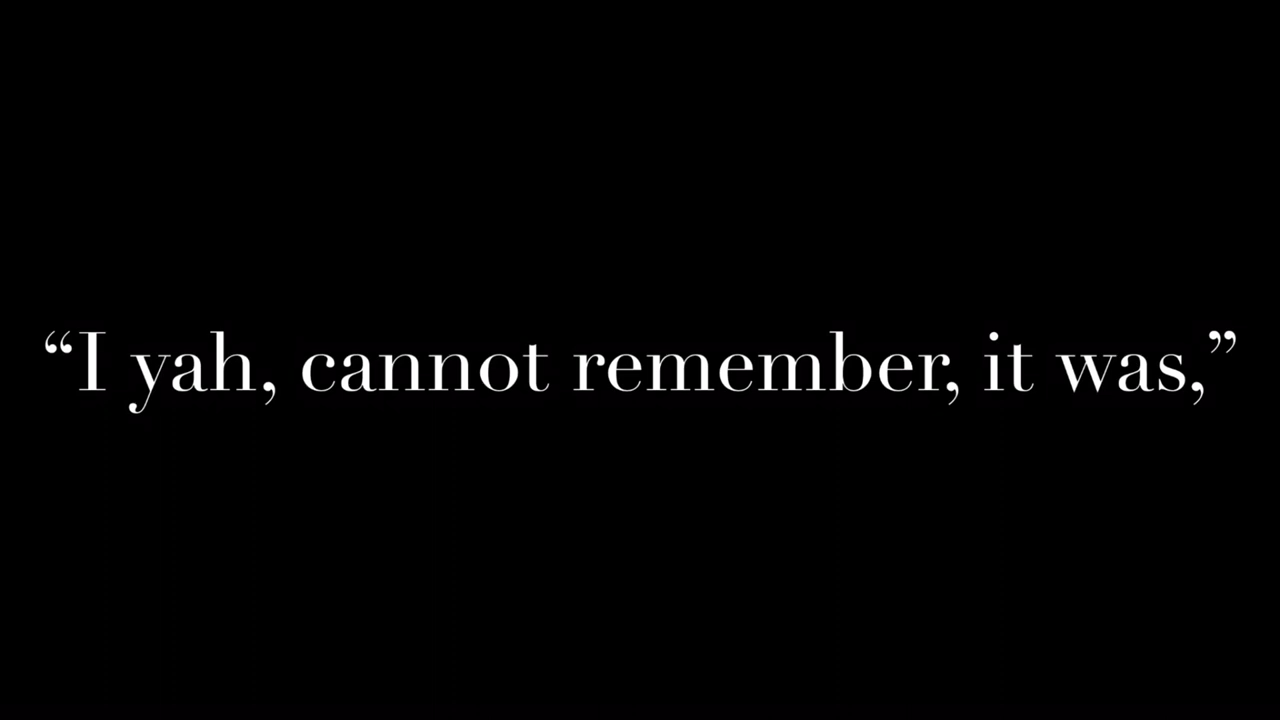 “I yah, cannot remember, it was,”